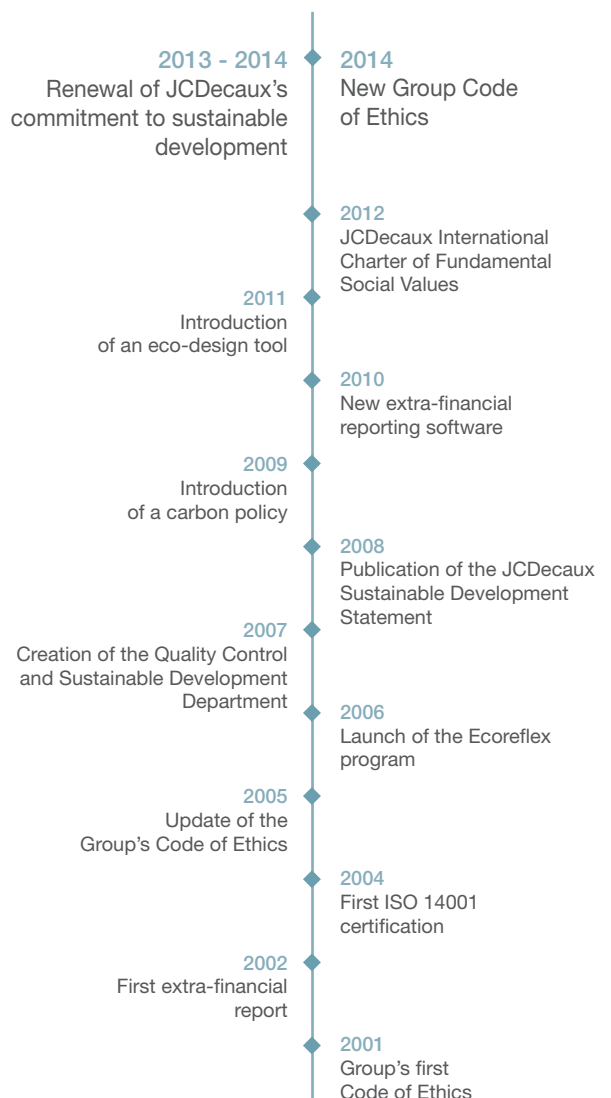 2013 - 2014
Renewal of JCDecaux's
commitment to sustainable
development
2014
New Group Code
of Ethics
2012
JCDecaux International
Charter of Fundamental
Social Values
2011
Introduction
of an eco-design tool
2010
New extra-financial
reporting software
2009
Introduction
of a carbon policy
2008
Publication of the JCDecaux
Sustainable Development
Statement
2007
Creation of the Quality Control
and Sustainable Development
Department
2006
Launch of the Ecoreflex
program
2005
Update of the
Group's Code of Ethics
2004
First ISO 14001
certification
2002
First extra-financial
report
2001
Group's first
Code of Ethics